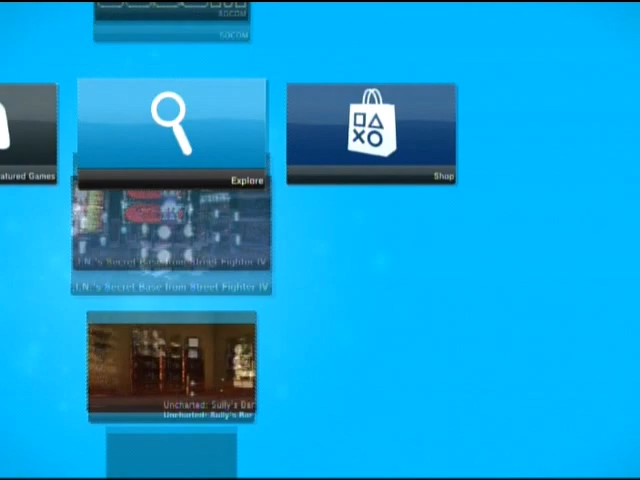 SOCOM
SOCOM
atured Games
Explore
Shop
.I.N.'s Secret Base from Street Fighter IV
.I.N.'s Secret Base from Street Fighter IV
Uncharted: Sully's Bar
Uncharted: Sully's Bar